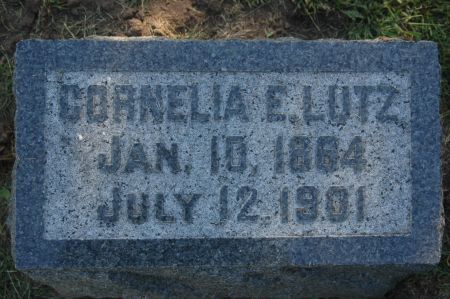 CORNELIA E. LUTZ
JAN. 10, 1864
JULY 12, 1901